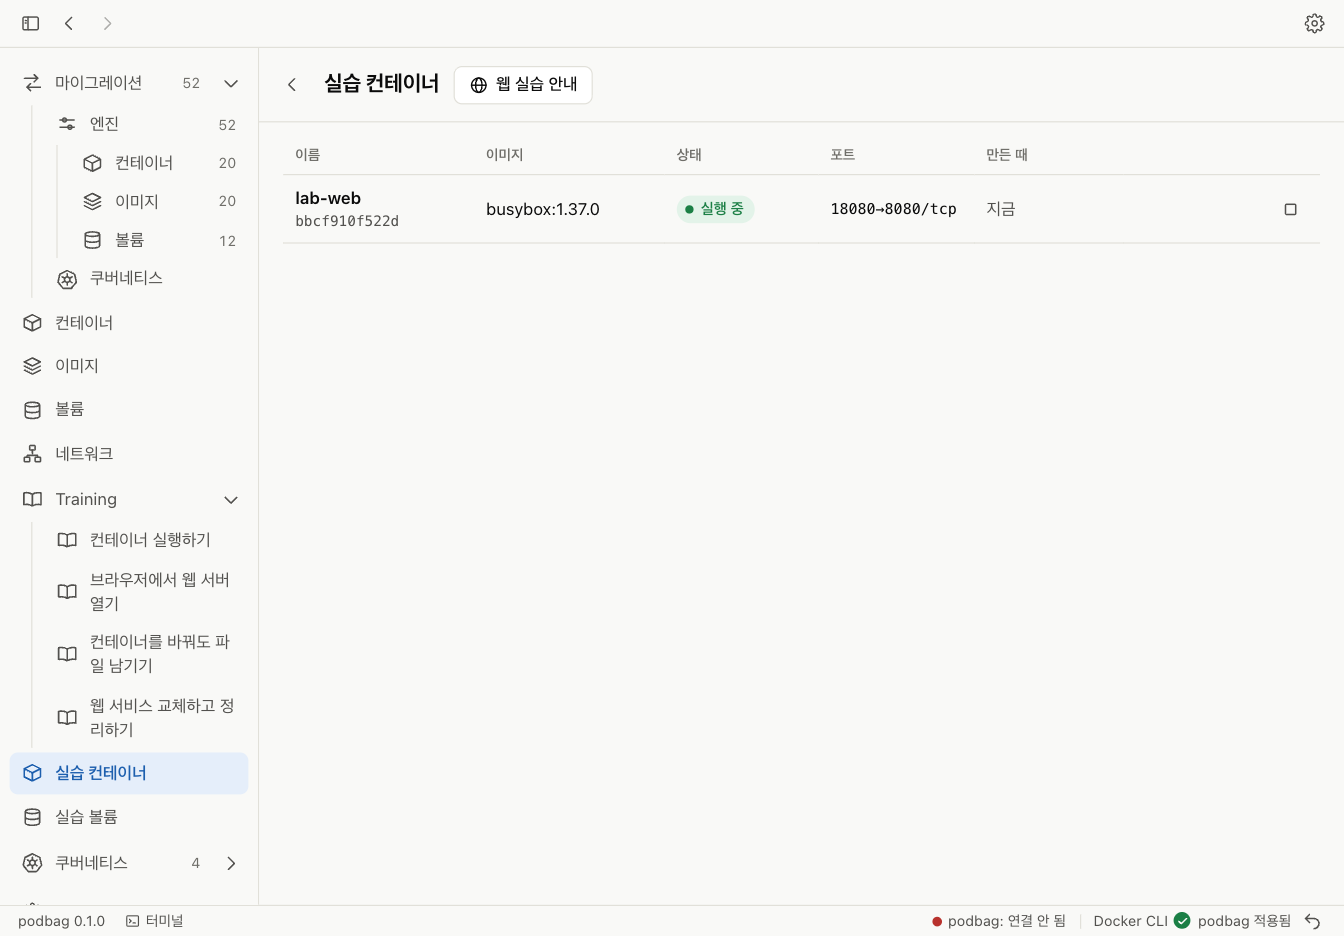 마이그레이션 52
엔진 52
컨테이너 20
이미지 20
볼륨 12
쿠버네티스
컨테이너
이미지
볼륨
네트워크
Training
컨테이너 실행하기
브라우저에서 웹 서버
열기
컨테이너를 바꿔도 파
일 남기기
웹 서비스 교체하고 정
리하기
실습 컨테이너
실습 볼륨
쿠버네티스 4
실습 컨테이너 웹 실습 안내
이름 이미지 상태 포트 만든 때
lab-web
bbcf910f522d
busybox:1.37.0 실행 중 18080→8080/tcp 지금
podbag 0.1.0 터미널 podbag: 연결 안 됨 Docker CLI podbag 적용됨